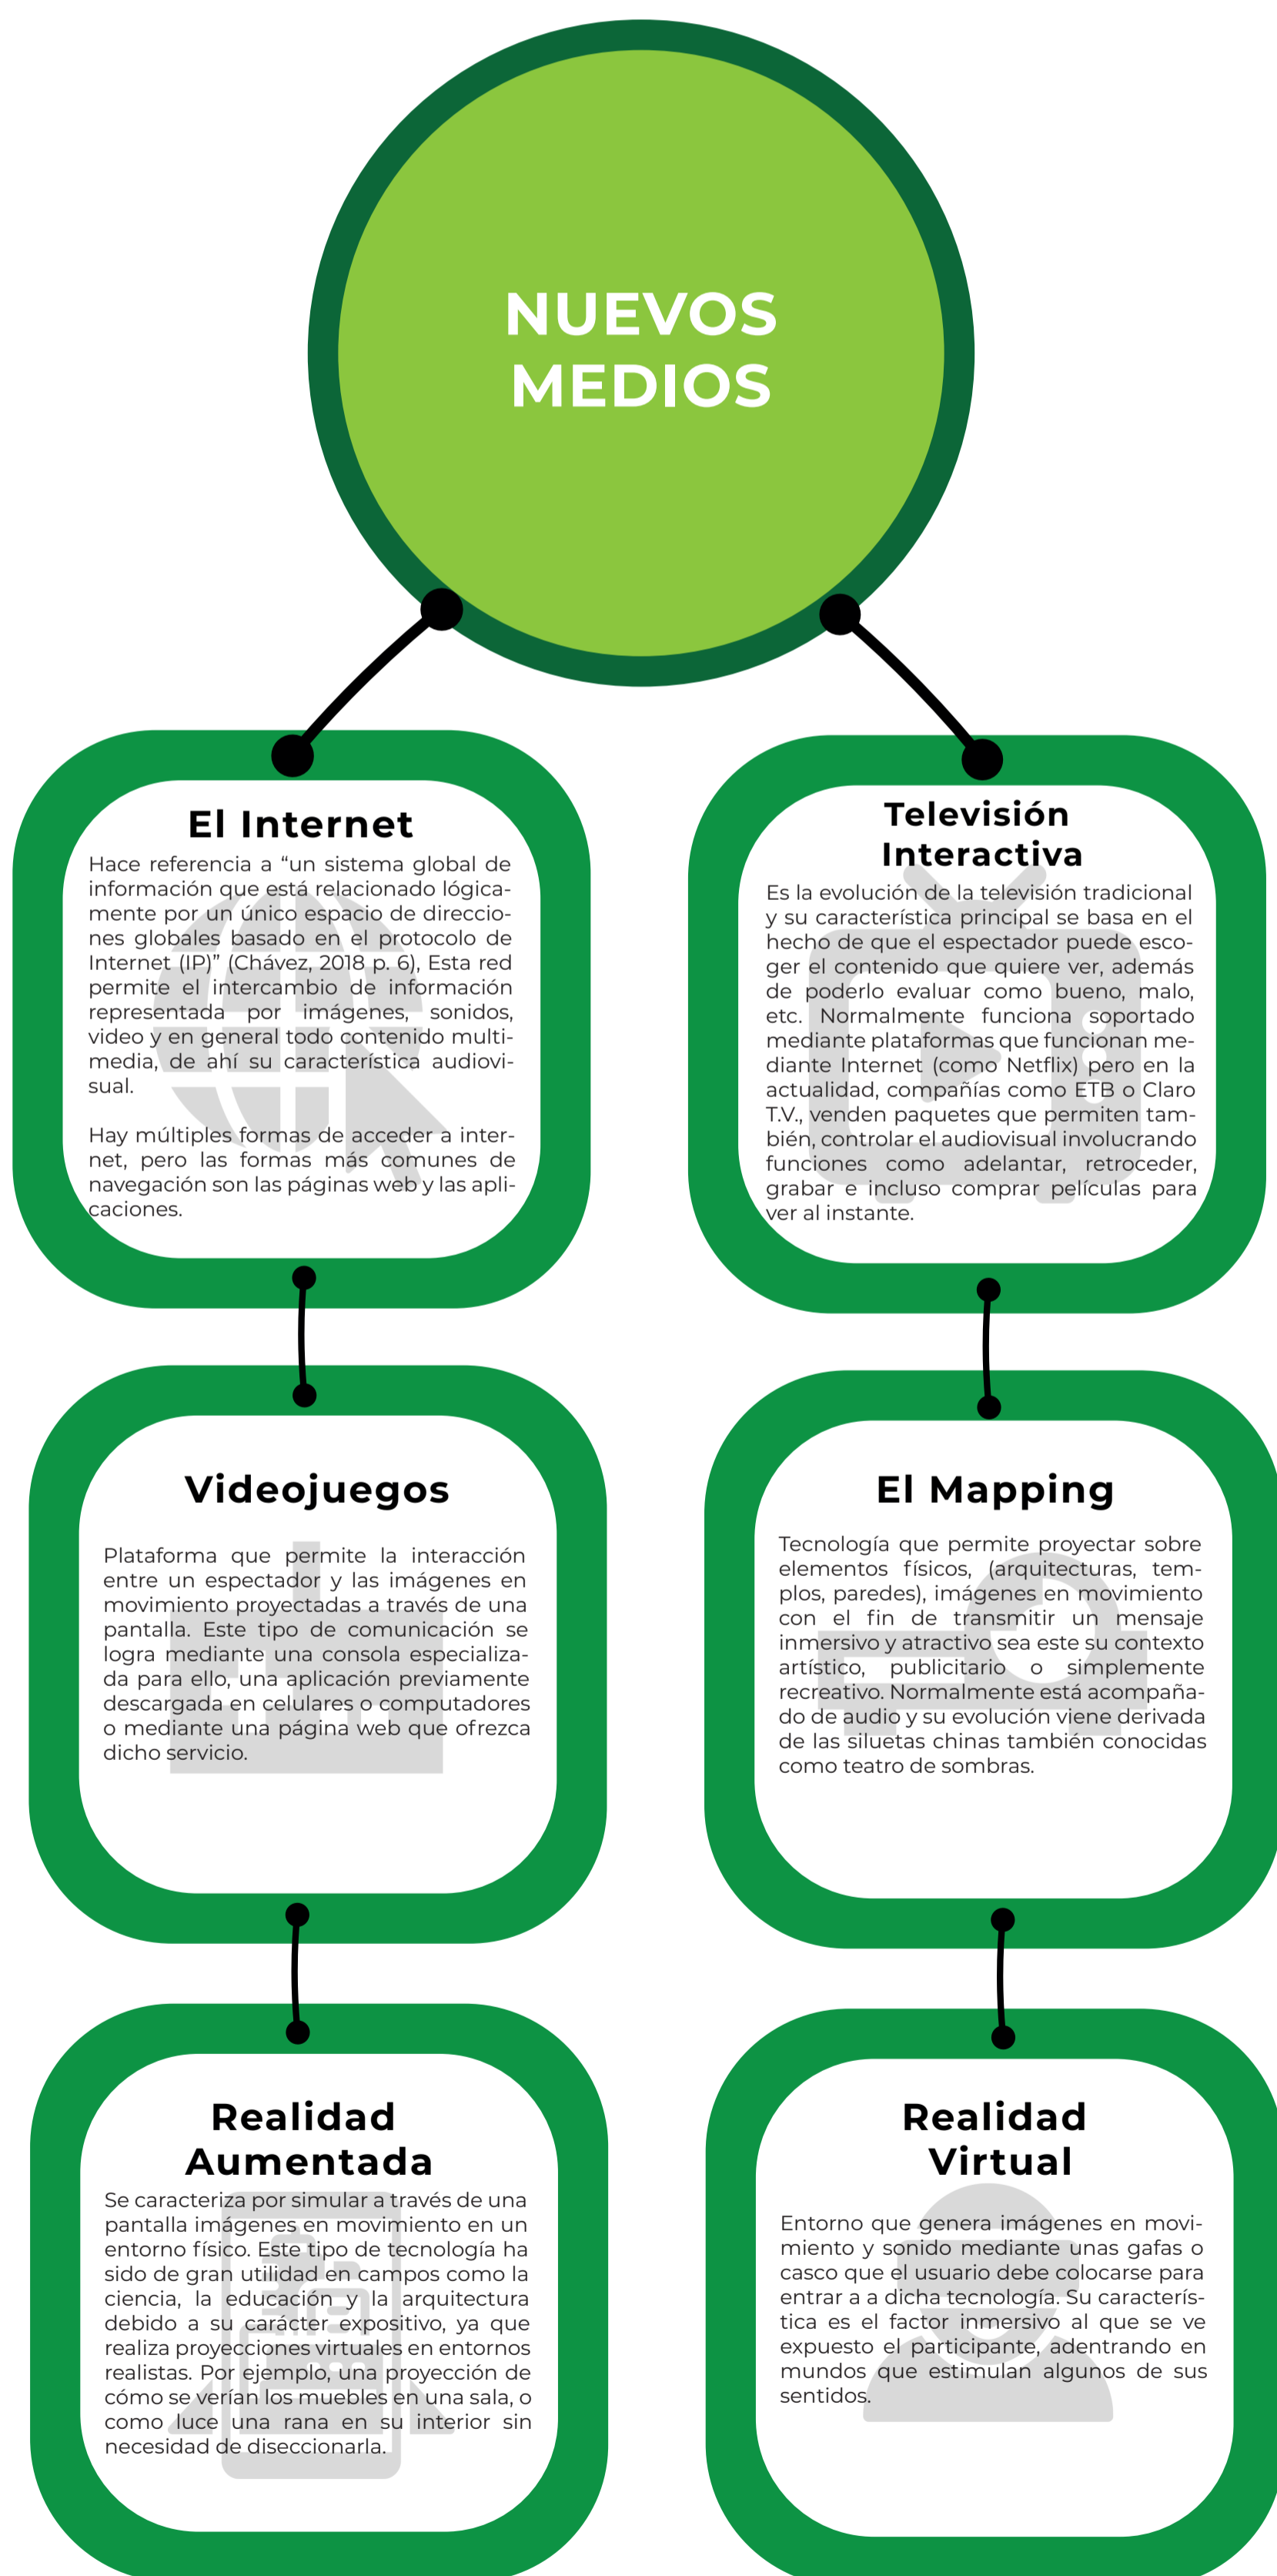 NUEVOS
MEDIOS
El Internet
Hace referencia a “un sistema global de
información que está relacionado lógica-
mente por un único espacio de direccio-
nes globales basado en el protocolo de
Internet (IP)” (Chávez, 2018 p. 6), Esta red
permite el intercambio de información
representada por imágenes, sonidos,
video y en general todo contenido multi-
media, de ahí su característica audiovi-
sual.
Hay múltiples formas de acceder a inter-
net, pero las formas más comunes de
navegación son las páginas web y las apli-
caciones.
Televisión
Interactiva
Es la evolución de la televisión tradicional
y su característica principal se basa en el
hecho de que el espectador puede esco-
ger el contenido que quiere ver, además
de poderlo evaluar como bueno, malo,
etc. Normalmente funciona soportado
mediante plataformas que funcionan me-
diante Internet (como Netflix) pero en la
actualidad, compañías como ETB o Claro
T.V., venden paquetes que permiten tam-
bién, controlar el audiovisual involucrando
funciones como adelantar, retroceder,
grabar e incluso comprar películas para
ver al instante.
Videojuegos
Plataforma que permite la interacción
entre un espectador y las imágenes en
movimiento proyectadas a través de una
pantalla. Este tipo de comunicación se
logra mediante una consola especializa-
da para ello, una aplicación previamente
descargada en celulares o computadores
o mediante una página web que ofrezca
dicho servicio.
El Mapping
Tecnología que permite proyectar sobre
elementos físicos, (arquitecturas, tem-
plos, paredes), imágenes en movimiento
con el fin de transmitir un mensaje
inmersivo y atractivo sea este su contexto
artístico, publicitario o simplemente
recreativo. Normalmente está acompaña-
do de audio y su evolución viene derivada
de las siluetas chinas también conocidas
como teatro de sombras.
Realidad
Aumentada
Se caracteriza por simular a través de una
pantalla imágenes en movimiento en un
entorno físico. Este tipo de tecnología ha
sido de gran utilidad en campos como la
ciencia, la educación y la arquitectura
debido a su carácter expositivo, ya que
realiza proyecciones virtuales en entornos
realistas. Por ejemplo, una proyección de
cómo se verían los muebles en una sala, o
como luce una rana en su interior sin
necesidad de diseccionarla.
Realidad
Virtual
Entorno que genera imágenes en movi-
miento y sonido mediante unas gafas o
casco que el usuario debe colocarse para
entrar a a dicha tecnología. Su caracterís-
tica es el factor inmersivo al que se ve
expuesto el participante, adentrando en
mundos que estimulan algunos de sus
sentidos.